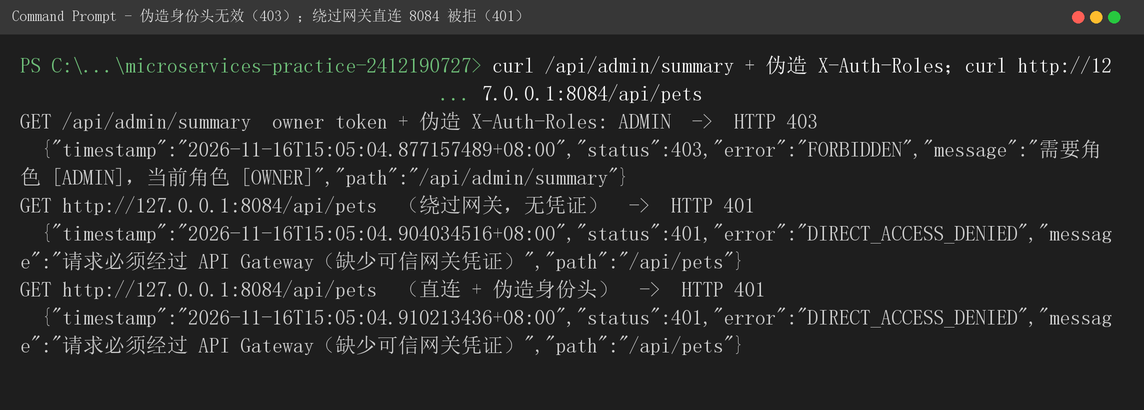 Command Prompt - 伪造身份头无效（403）；绕过网关直连 8084 被拒（401）
PS C:\...\microservices-practice-2412190727> curl /api/admin/summary + 伪造 X-Auth-Roles；curl http://12
... 7.0.0.1:8084/api/pets
GET /api/admin/summary  owner token + 伪造 X-Auth-Roles: ADMIN  ->  HTTP 403
{"timestamp":"2026-11-16T15:05:04.877157489+08:00","status":403,"error":"FORBIDDEN","message":"需要角
色 [ADMIN]，当前角色 [OWNER]","path":"/api/admin/summary"}
GET http://127.0.0.1:8084/api/pets  （绕过网关，无凭证）  ->  HTTP 401
{"timestamp":"2026-11-16T15:05:04.904034516+08:00","status":401,"error":"DIRECT_ACCESS_DENIED","messag
e":"请求必须经过 API Gateway（缺少可信网关凭证）","path":"/api/pets"}
GET http://127.0.0.1:8084/api/pets  （直连 + 伪造身份头）  ->  HTTP 401
{"timestamp":"2026-11-16T15:05:04.910213436+08:00","status":401,"error":"DIRECT_ACCESS_DENIED","messag
e":"请求必须经过 API Gateway（缺少可信网关凭证）","path":"/api/pets"}